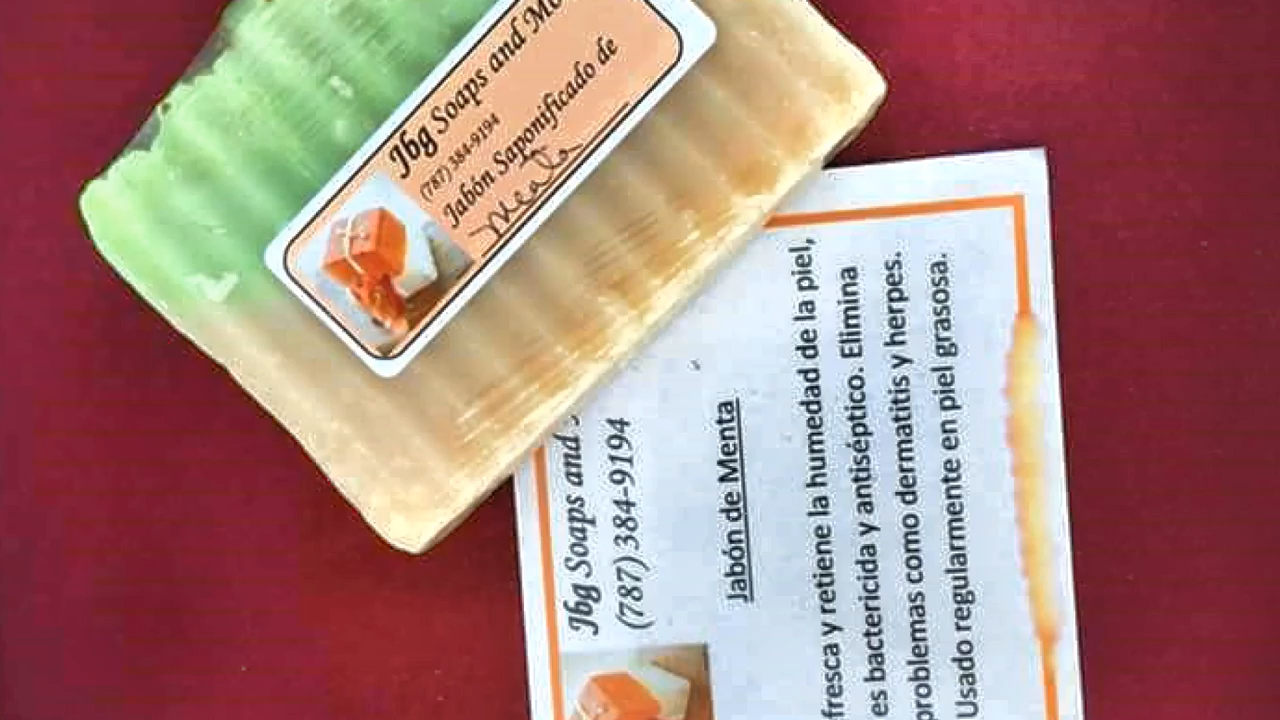 Jbg Soaps and Mo
(787) 384-9194
Jabón Saponificado de
Menta
Jbg Soaps and
(787) 384-9194
Jabón de Menta
fresca y retiene la humedad de la piel,
es bactericida y antiséptico. Elimina
problemas como dermatitis y herpes.
Usado regularmente en piel grasosa.